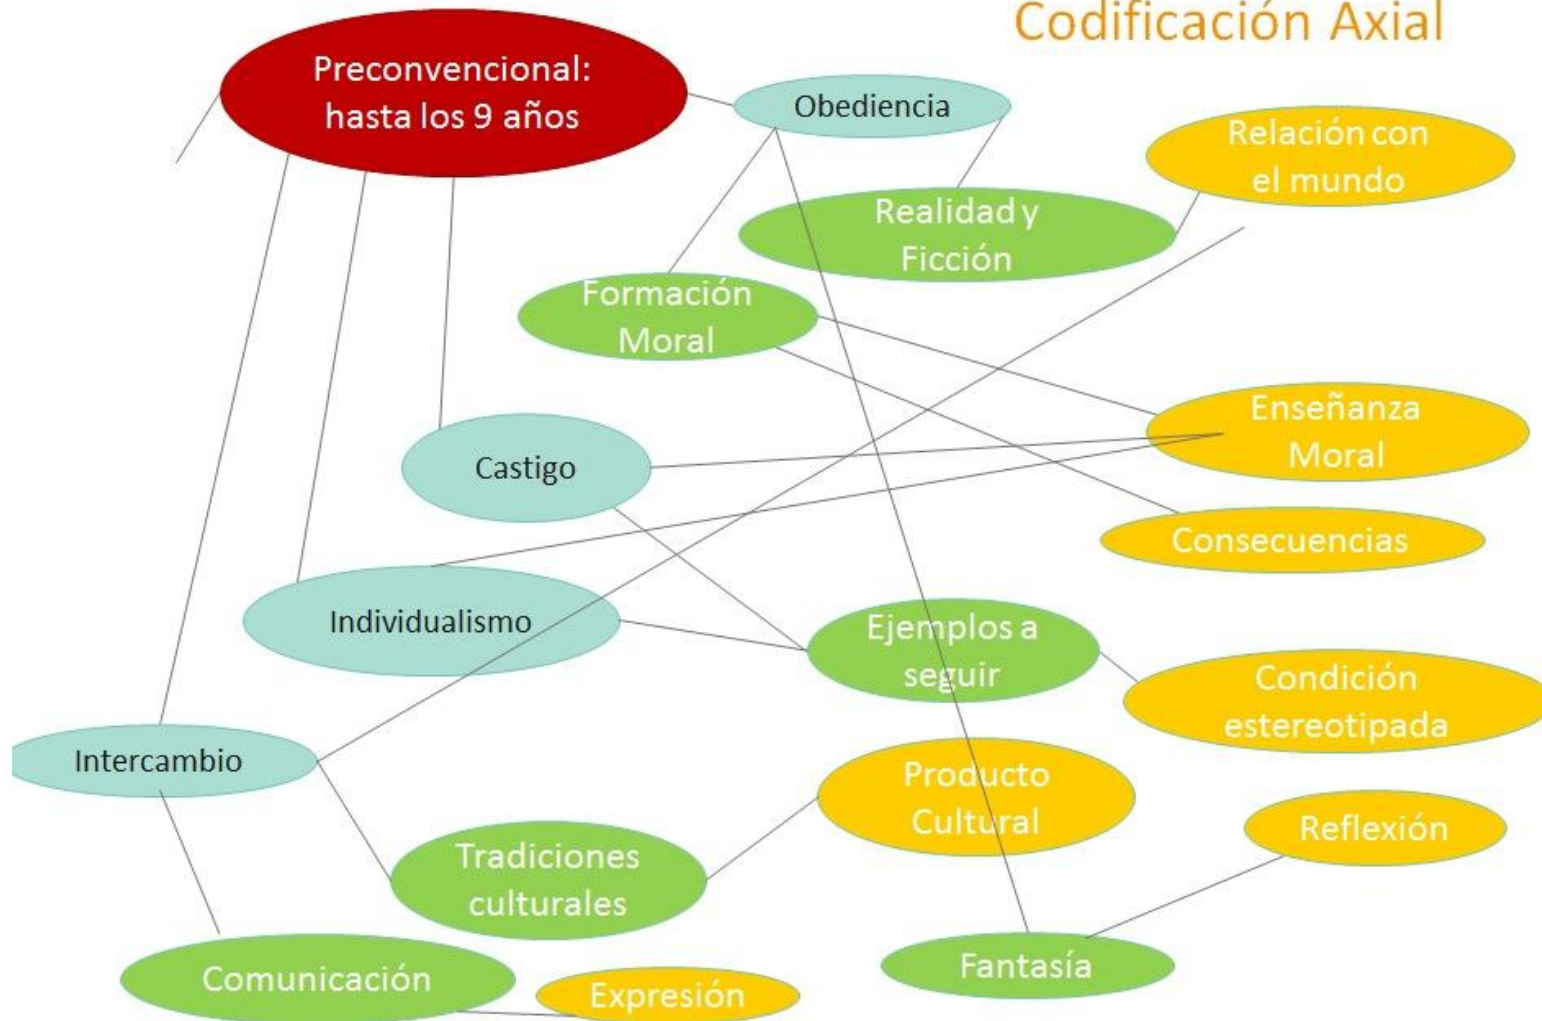 Codificación Axial
Preconvencional:
hasta los 9 años
Obediencia
Relación con
el mundo
Realidad y
Ficción
Formación
Moral
Enseñanza
Moral
Castigo
Consecuencias
Individualismo
Ejemplos a
seguir
Condición
estereotipada
Intercambio
Producto
Cultural
Reflexión
Tradiciones
culturales
Comunicación
Fantasía
Expresión